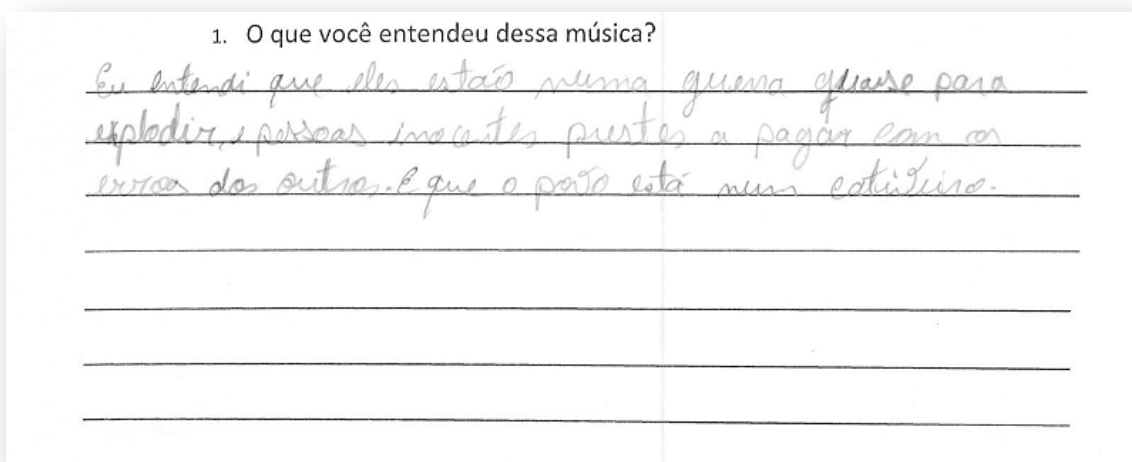 1. O que você entendeu dessa música?
Eu entendi que eles estaõ numa guerra quase para
explodir, e pessoas inocentes prestes a pagar com os
erros dos outros. E que o povo está num cativeiro.